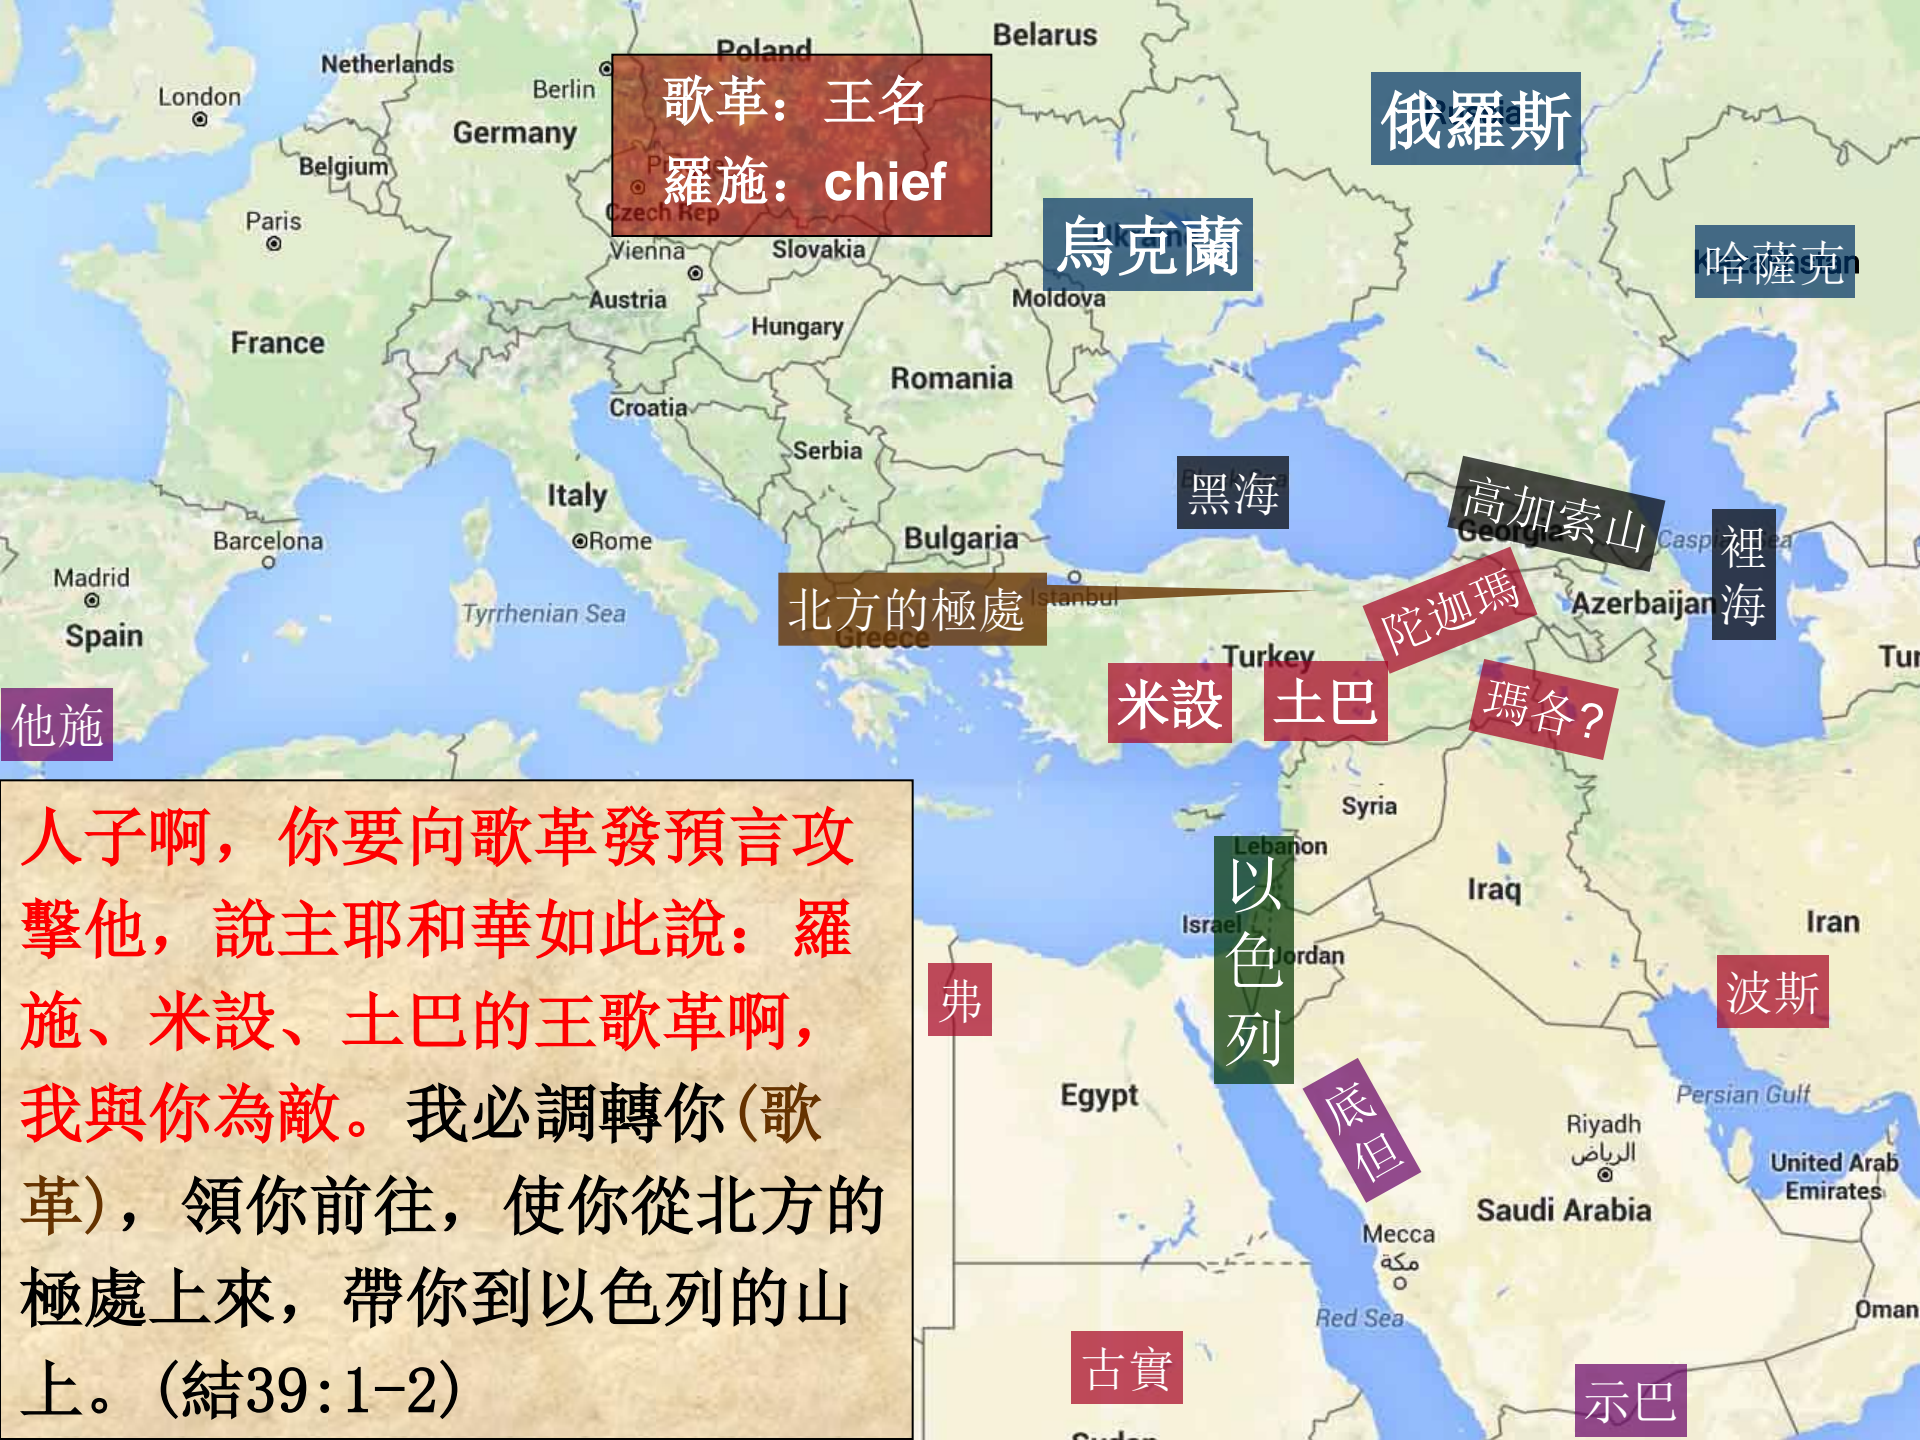 Belarus
Poland
Netherlands
London
Berlin
Germany
Belgium
歌革：王名
羅施：chief
俄羅斯
Paris
Czech Rep
Vienna
Slovakia
烏克蘭
哈薩克
Austria
Moldova
Hungary
France
Romania
Croatia
Serbia
黑海
高加索山
Georgia
Italy
Rome
Bulgaria
Barcelona
裡海
Madrid
Spain
Tyrrhenian Sea
北方的極處
Istanbul
Greece
陀迦瑪
Azerbaijan
Turkey
Tur
米設
土巴
瑪各?
他施
Syria
Lebanon
以色列
Israel
Jordan
Iraq
Iran
弗
波斯
Egypt
底但
Persian Gulf
Riyadh
الرياض
United Arab
Emirates
Saudi Arabia
Mecca
مكة
Red Sea
Oman
古實
示巴
人子啊，你要向歌革發預言攻
擊他，說主耶和華如此說：羅
施、米設、土巴的王歌革啊，
我與你為敵。我必調轉你(歌
革)，領你前往，使你從北方的
極處上來，帶你到以色列的山
上。(結39:1-2)